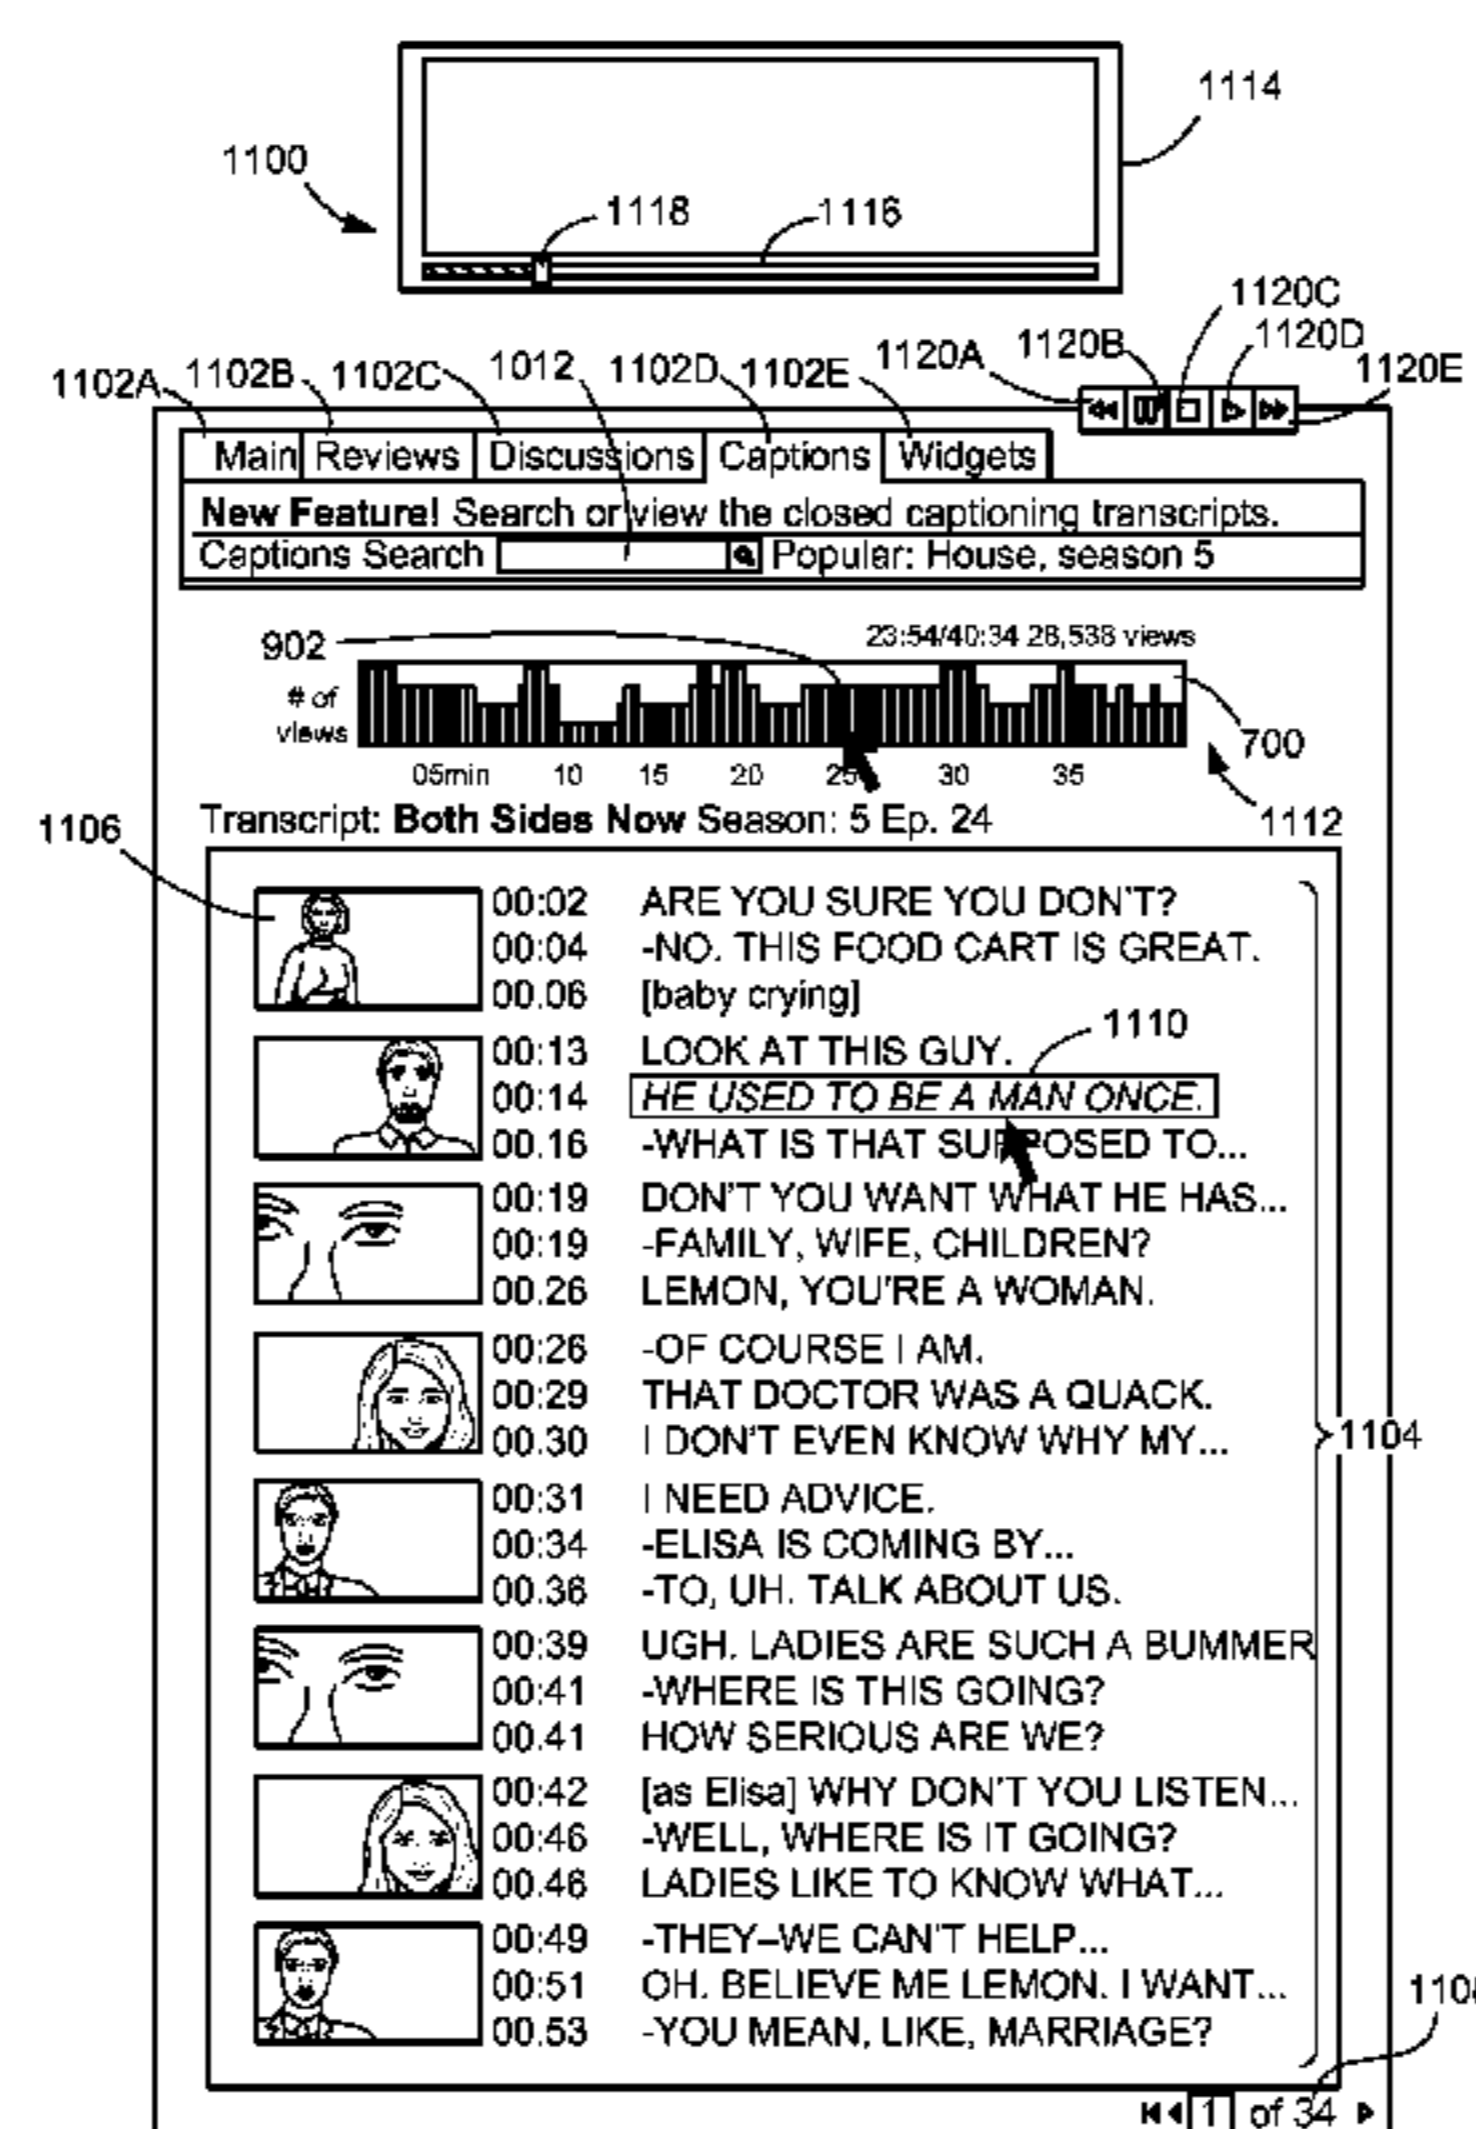 1114
1100
1118
1116
1120C
1120B
1120D
1120A
1120E
1102A
1102B
1102C
1012
1102D
1102E
Main Reviews Discussions Captions Widgets
New Feature! Search or view the closed captioning transcripts.
Captions Search Popular: House, season 5
902
23:54/40:34 28,538 views
# of
views
700
05min 10 15 20 25 30 35
1112
Transcript: Both Sides Now Season: 5 Ep. 24
1106
00:02 ARE YOU SURE YOU DON'T?
00:04 -NO. THIS FOOD CART IS GREAT.
00.06 [baby crying]
1110
00:13 LOOK AT THIS GUY.
00:14 HE USED TO BE A MAN ONCE.
00.16 -WHAT IS THAT SUPPOSED TO...
00:19 DON'T YOU WANT WHAT HE HAS...
00:19 -FAMILY, WIFE, CHILDREN?
00.26 LEMON, YOU'RE A WOMAN.
00:26 -OF COURSE I AM.
00:29 THAT DOCTOR WAS A QUACK.
00.30 I DON'T EVEN KNOW WHY MY...
1104
00:31 I NEED ADVICE.
00:34 -ELISA IS COMING BY...
00.36 -TO, UH. TALK ABOUT US.
00:39 UGH. LADIES ARE SUCH A BUMMER
00:41 -WHERE IS THIS GOING?
00.41 HOW SERIOUS ARE WE?
00:42 [as Elisa] WHY DON'T YOU LISTEN...
00:46 -WELL, WHERE IS IT GOING?
00.46 LADIES LIKE TO KNOW WHAT...
00:49 -THEY–WE CAN'T HELP...
00:51 OH. BELIEVE ME LEMON. I WANT...
00.53 -YOU MEAN, LIKE, MARRIAGE?
1 of 34